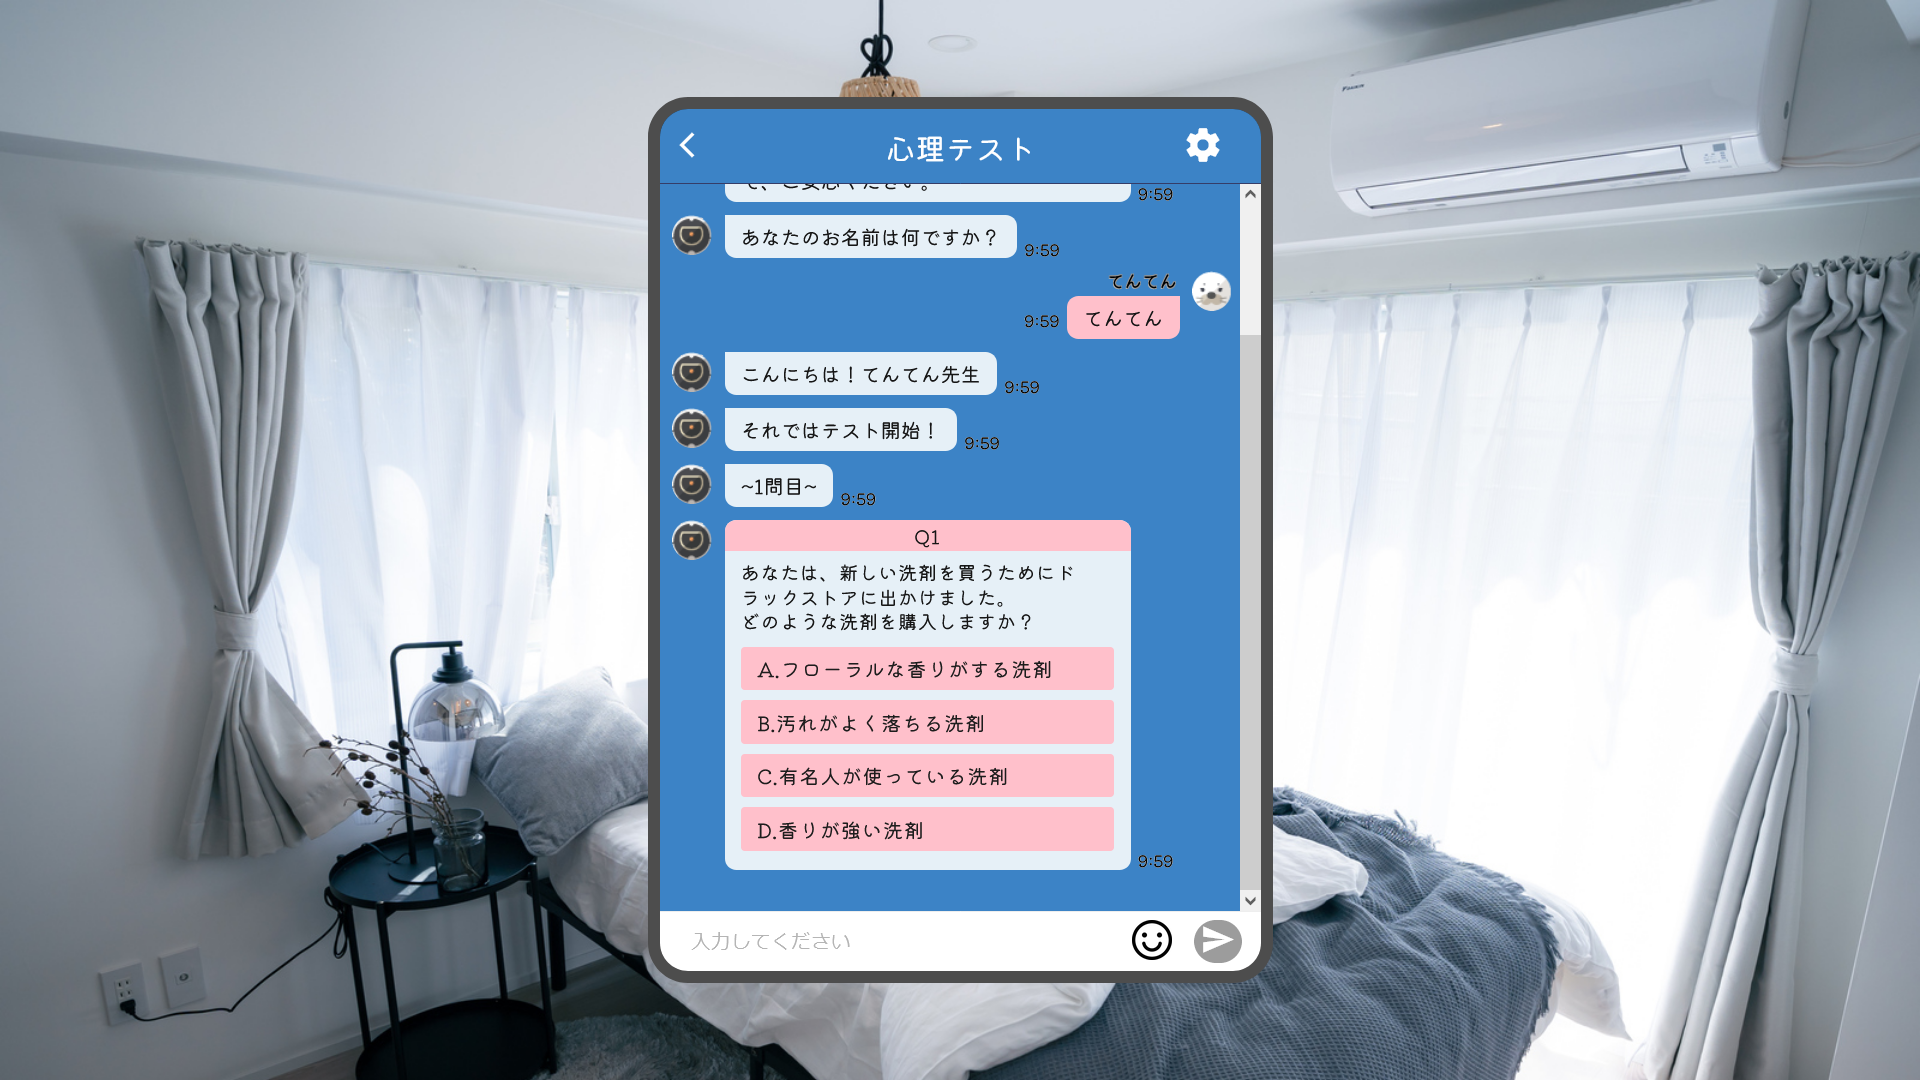 心理テスト
9:59
あなたのお名前は何ですか？
9:59
てんてん
てんてん
9:59
こんにちは！てんてん先生
9:59
それではテスト開始！
9:59
~1問目~
9:59
Q1
あなたは、新しい洗剤を買うためにド
ラックストアに出かけました。
どのような洗剤を購入しますか？
A.フローラルな香りがする洗剤
B.汚れがよく落ちる洗剤
C.有名人が使っている洗剤
D.香りが強い洗剤
9:59
入力してください